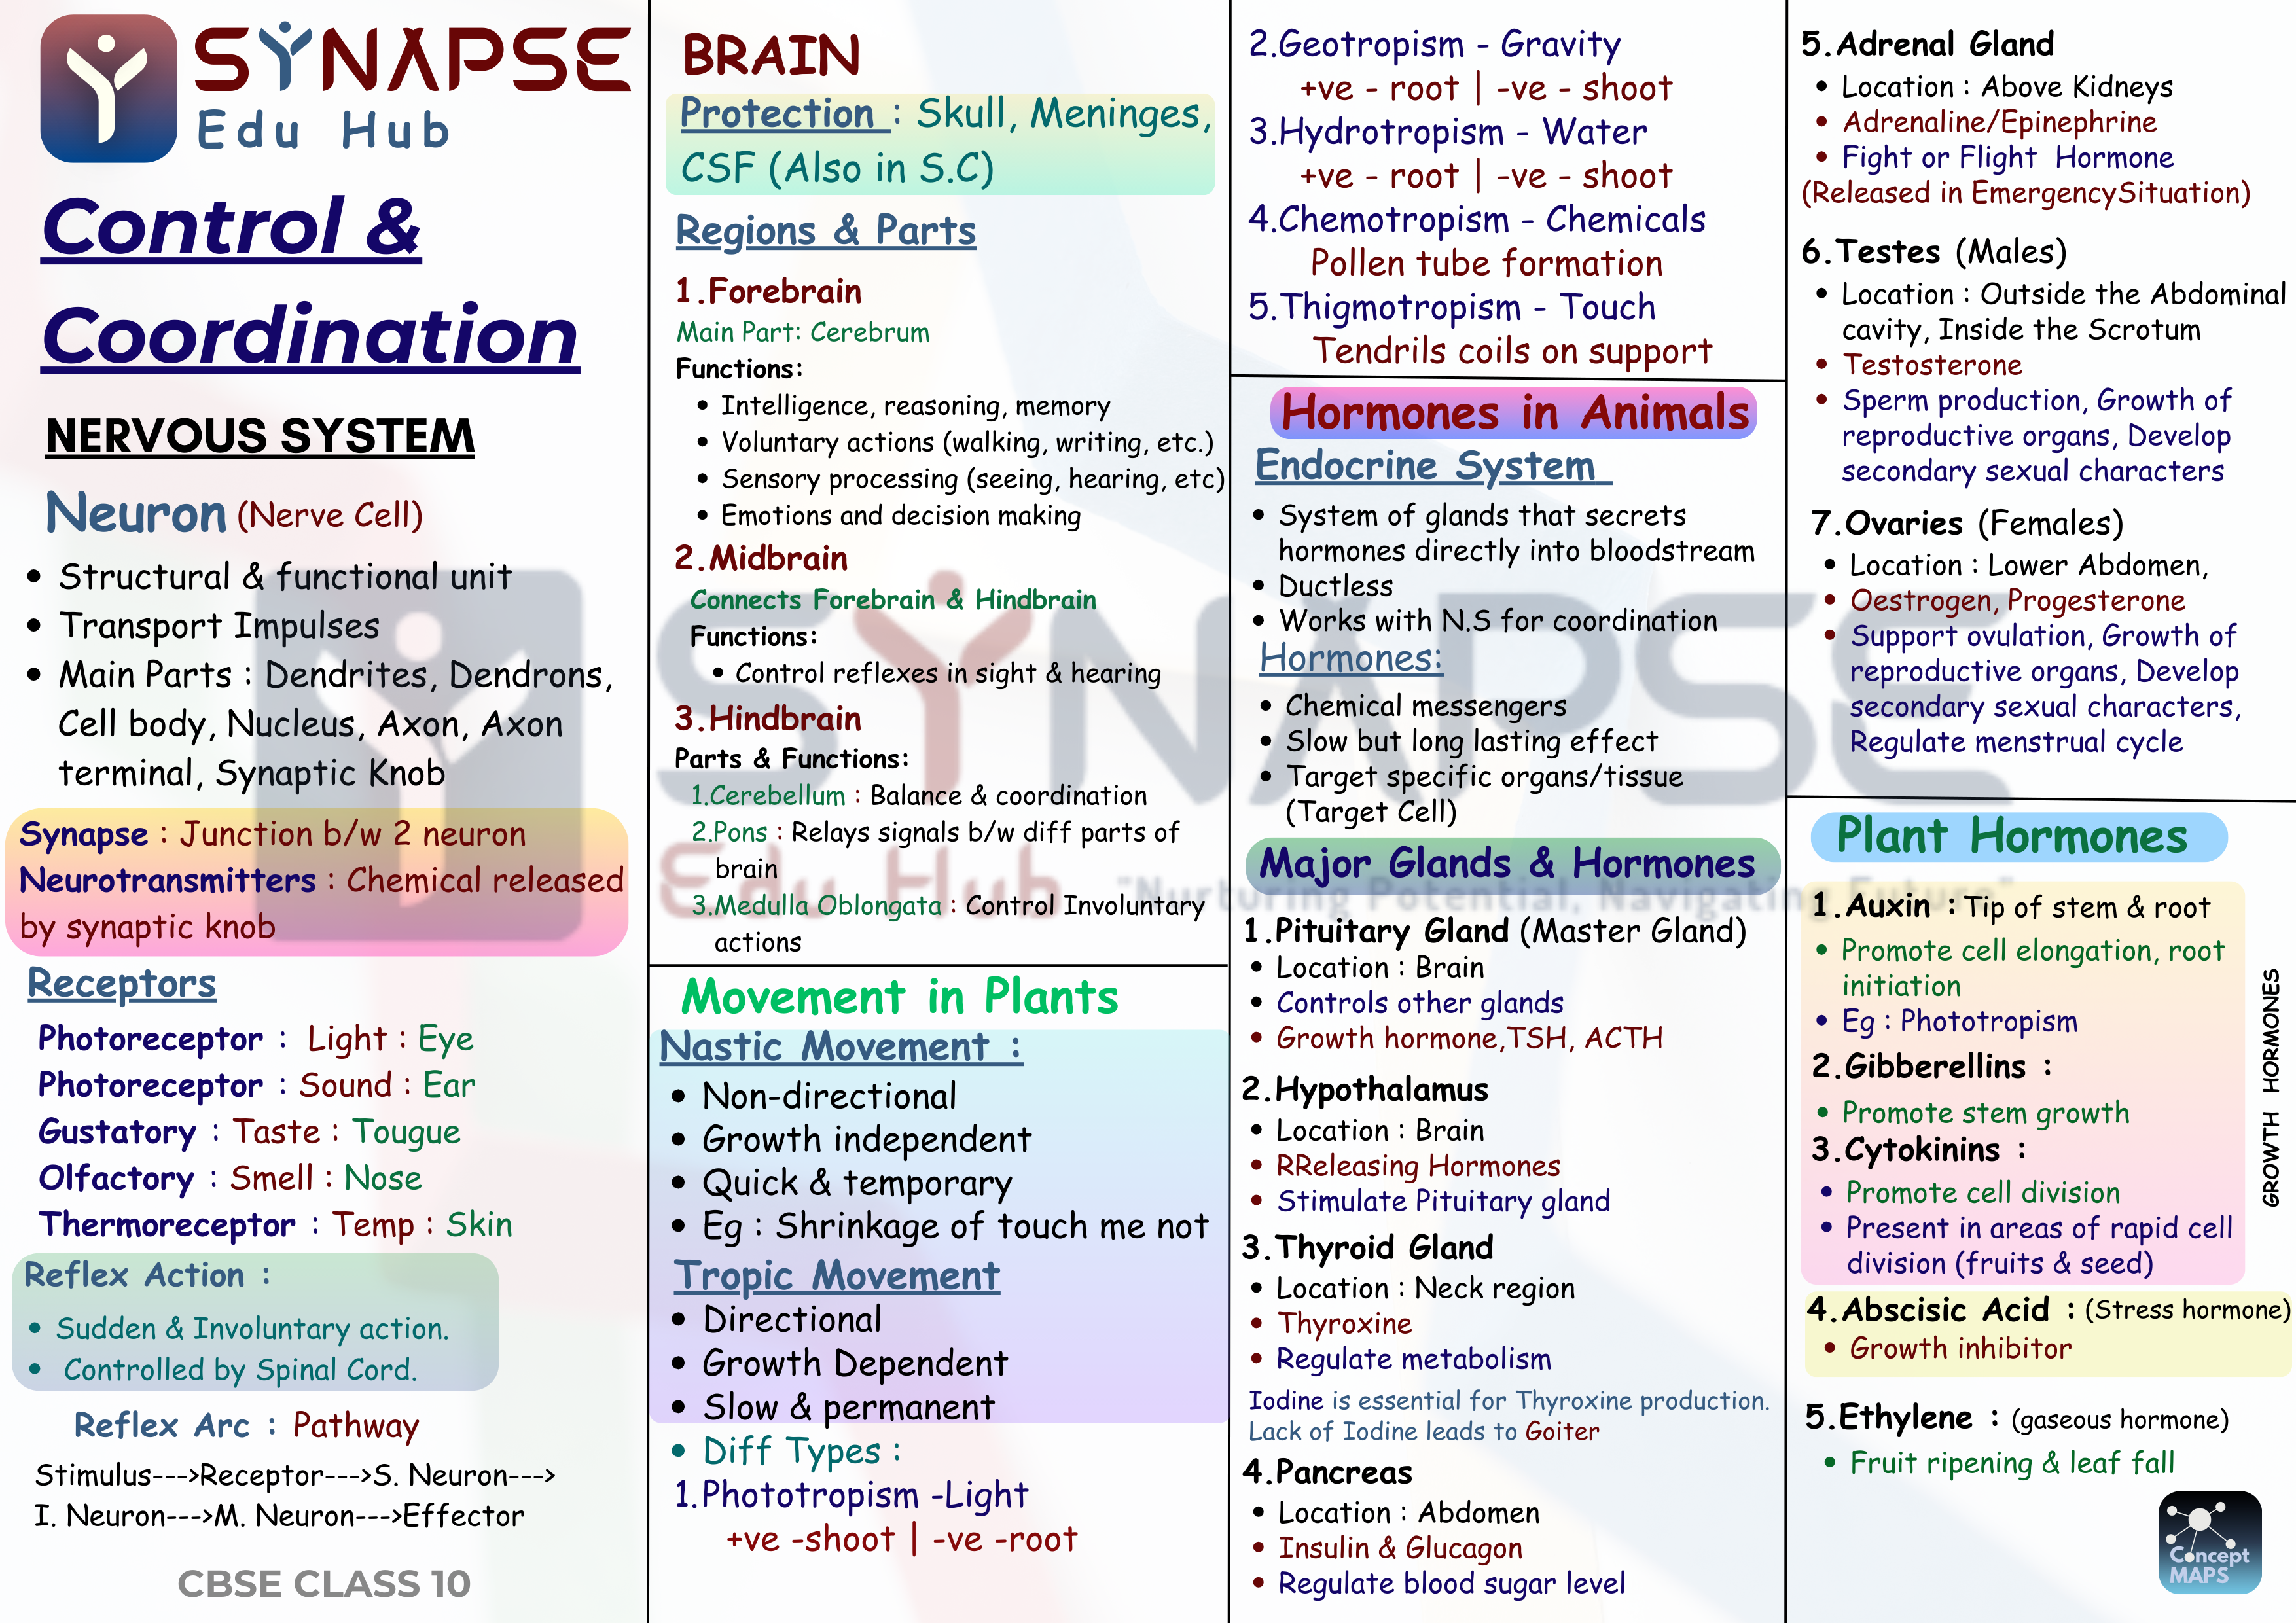 SYNAPSE
Edu Hub
Control &
Coordination
NERVOUS SYSTEM
Neuron (Nerve Cell)
• Structural & functional unit
• Transport Impulses
• Main Parts : Dendrites, Dendrons,
Cell body, Nucleus, Axon, Axon
terminal, Synaptic Knob
Synapse : Junction b/w 2 neuron
Neurotransmitters : Chemical released
by synaptic knob
Receptors
Photoreceptor : Light : Eye
Photoreceptor : Sound : Ear
Gustatory : Taste : Tougue
Olfactory : Smell : Nose
Thermoreceptor : Temp : Skin
Reflex Action :
• Sudden & Involuntary action.
• Controlled by Spinal Cord.
Reflex Arc : Pathway
Stimulus--->Receptor--->S. Neuron--->
I. Neuron--->M. Neuron--->Effector
CBSE CLASS 10
BRAIN
Protection : Skull, Meninges,
CSF (Also in S.C)
Regions & Parts
1.Forebrain
Main Part: Cerebrum
Functions:
• Intelligence, reasoning, memory
• Voluntary actions (walking, writing, etc.)
• Sensory processing (seeing, hearing, etc)
• Emotions and decision making
2.Midbrain
Connects Forebrain & Hindbrain
Functions:
• Control reflexes in sight & hearing
3.Hindbrain
Parts & Functions:
1.Cerebellum : Balance & coordination
2.Pons : Relays signals b/w diff parts of
brain
3.Medulla Oblongata : Control Involuntary
actions
Movement in Plants
Nastic Movement :
• Non-directional
• Growth independent
• Quick & temporary
• Eg : Shrinkage of touch me not
Tropic Movement
• Directional
• Growth Dependent
• Slow & permanent
• Diff Types :
1.Phototropism -Light
+ve -shoot | -ve -root
2.Geotropism - Gravity
+ve - root | -ve - shoot
3.Hydrotropism - Water
+ve - root | -ve - shoot
4.Chemotropism - Chemicals
Pollen tube formation
5.Thigmotropism - Touch
Tendrils coils on support
Hormones in Animals
Endocrine System
• System of glands that secrets
hormones directly into bloodstream
• Ductless
• Works with N.S for coordination
Hormones:
• Chemical messengers
• Slow but long lasting effect
• Target specific organs/tissue
(Target Cell)
Major Glands & Hormones
1.Pituitary Gland (Master Gland)
• Location : Brain
• Controls other glands
• Growth hormone,TSH, ACTH
2.Hypothalamus
• Location : Brain
• RReleasing Hormones
• Stimulate Pituitary gland
3.Thyroid Gland
• Location : Neck region
• Thyroxine
• Regulate metabolism
Iodine is essential for Thyroxine production.
Lack of Iodine leads to Goiter
4.Pancreas
• Location : Abdomen
• Insulin & Glucagon
• Regulate blood sugar level
5.Adrenal Gland
• Location : Above Kidneys
• Adrenaline/Epinephrine
• Fight or Flight Hormone
(Released in EmergencySituation)
6.Testes (Males)
• Location : Outside the Abdominal
cavity, Inside the Scrotum
• Testosterone
• Sperm production, Growth of
reproductive organs, Develop
secondary sexual characters
7.Ovaries (Females)
• Location : Lower Abdomen,
• Oestrogen, Progesterone
• Support ovulation, Growth of
reproductive organs, Develop
secondary sexual characters,
Regulate menstrual cycle
Plant Hormones
1.Auxin : Tip of stem & root
• Promote cell elongation, root
initiation
• Eg : Phototropism
2.Gibberellins :
• Promote stem growth
3.Cytokinins :
• Promote cell division
• Present in areas of rapid cell
division (fruits & seed)
GROWTH HORMONES
4.Abscisic Acid : (Stress hormone)
• Growth inhibitor
5.Ethylene : (gaseous hormone)
• Fruit ripening & leaf fall
Concept
MAPS
SYNAPSE
Edu Hub "Nurturing Potential, Navigating Future"